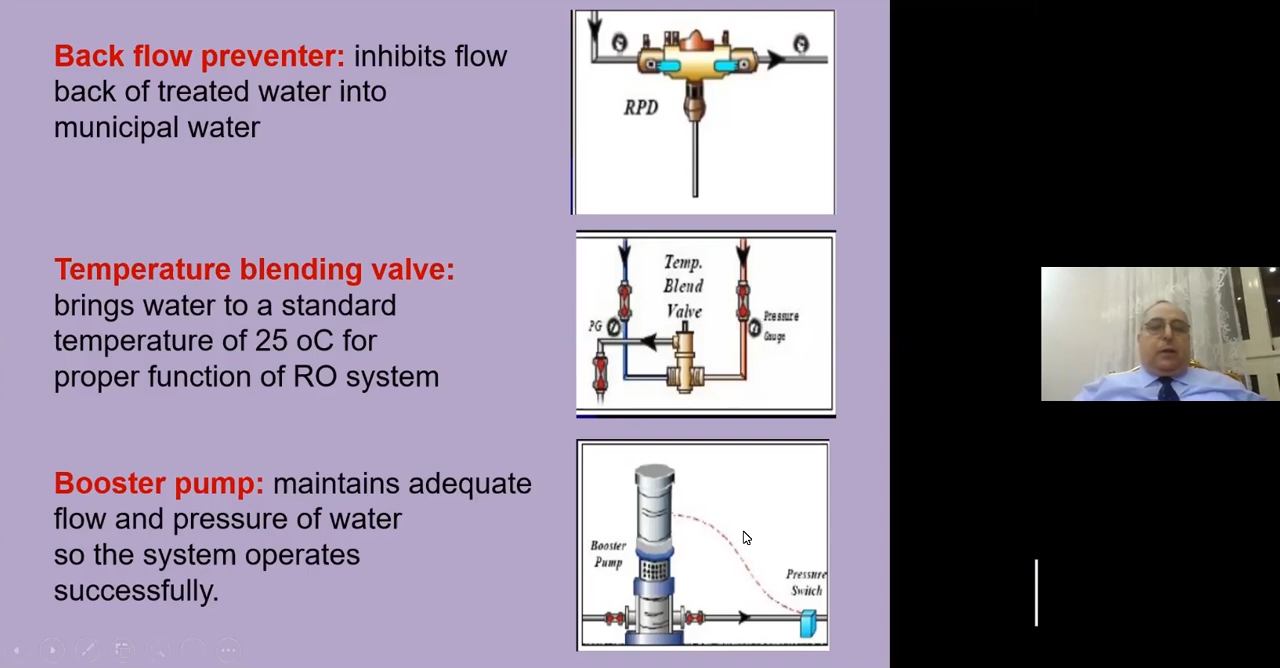 Back flow preventer: inhibits flow
back of treated water into
municipal water
RPD
Temperature blending valve:
brings water to a standard
temperature of 25 oC for
proper function of RO system
Temp.
Blend
Valve
PG
Pressure
Gauge
Booster pump: maintains adequate
flow and pressure of water
so the system operates
successfully.
Booster
Pump
Pressure
Switch